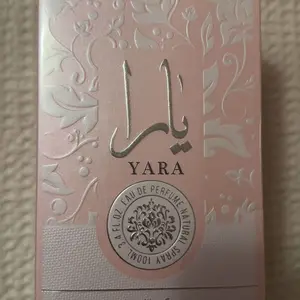 يارا
YARA
EAU DE PERFUME NATURAL SPRAY 100ML. 3.4 FL.OZ.